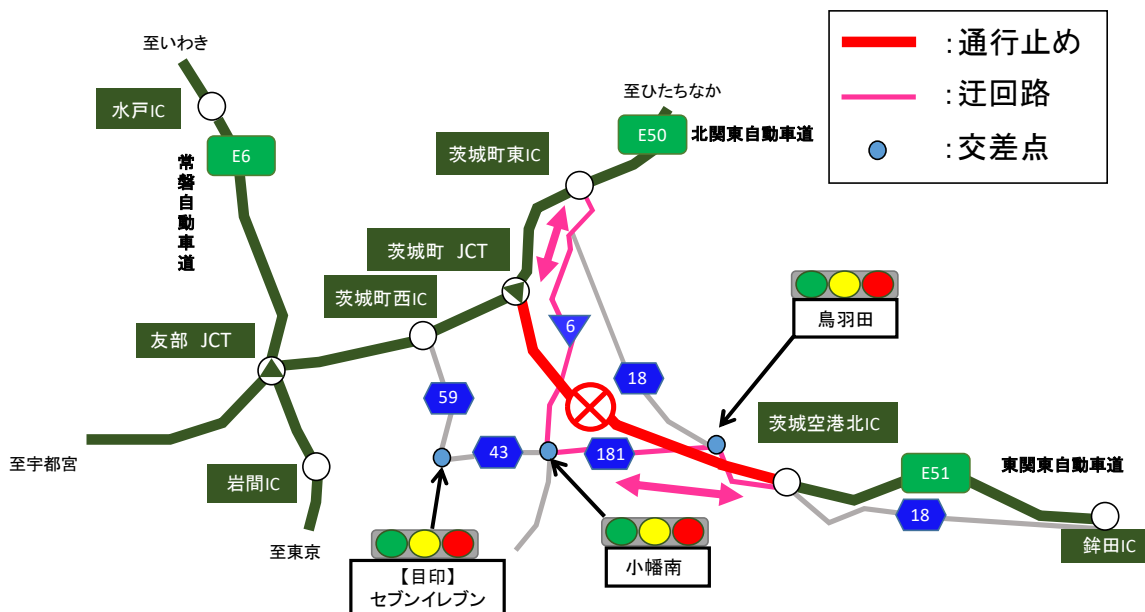 至いわき
水戸IC
E6
常磐自動車道
友部 JCT
至宇都宮
岩間IC
至東京
茨城町西IC
茨城町 JCT
茨城町東IC
至ひたちなか
E50
北関東自動車道
：通行止め
：迂回路
：交差点
鳥羽田
6
18
59
43
181
茨城空港北IC
E51
東関東自動車道
18
鉾田IC
小幡南
【目印】
セブンイレブン